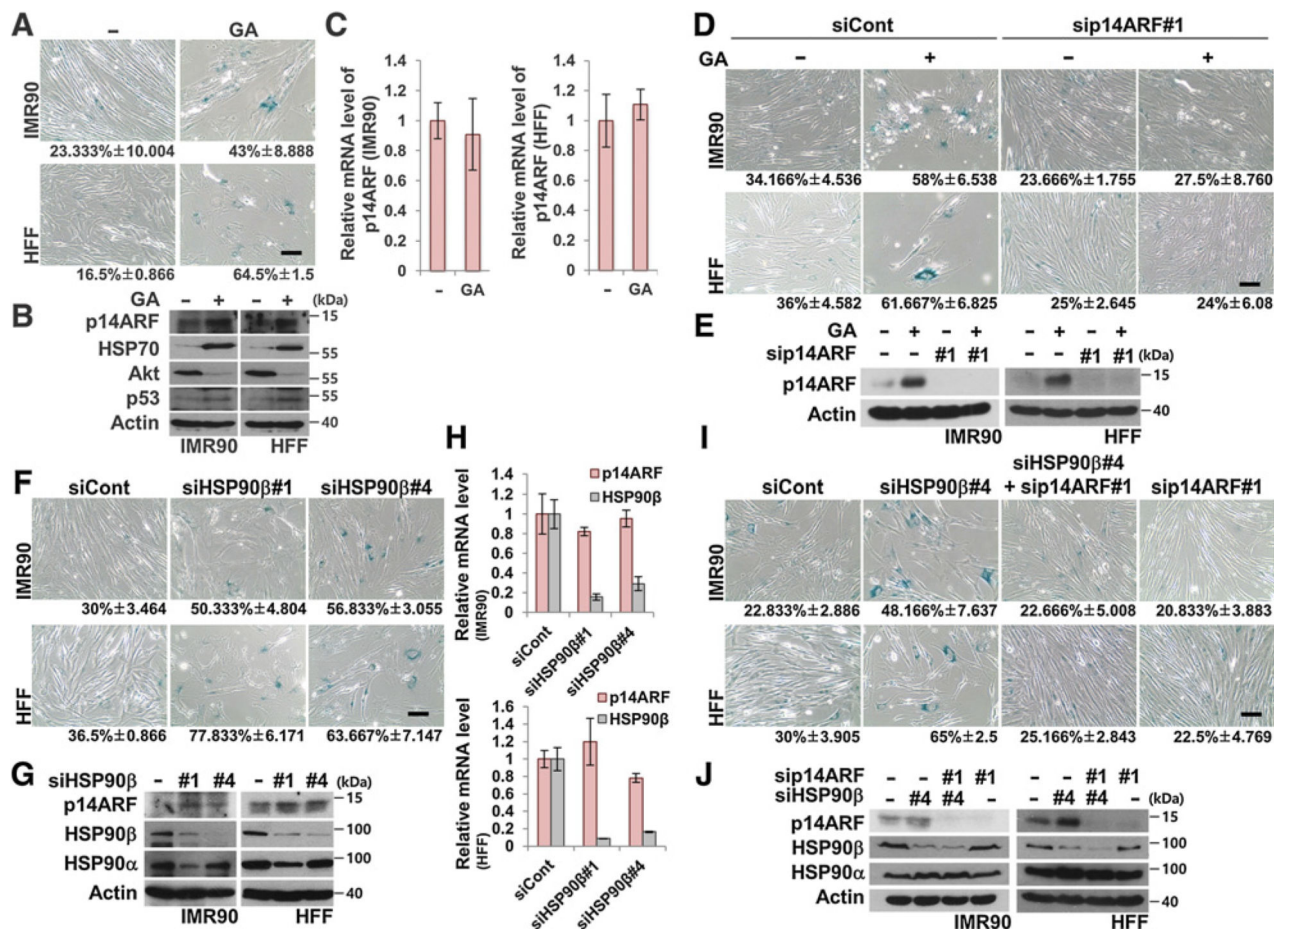 A
–
GA
IMR90
23.333%±10.004
43%±8.888
HFF
16.5%±0.866
64.5%±1.5
B
GA – + – + (kDa)
p14ARF
15
HSP70
55
Akt
55
p53
55
Actin
40
IMR90
HFF
C
Relative mRNA level of
p14ARF (IMR90)
1.4
1.2
1
0.8
0.6
0.4
0.2
0
– GA
Relative mRNA level of
p14ARF (HFF)
1.4
1.2
1
0.8
0.6
0.4
0.2
0
– GA
D
siCont
sip14ARF#1
GA – + – +
IMR90
34.166%±4.536
58%±6.538
23.666%±1.755
27.5%±8.760
HFF
36%±4.582
61.667%±6.825
25%±2.645
24%±6.08
E
GA – + – + – + – +
sip14ARF – – #1 #1 – – #1 #1 (kDa)
p14ARF
15
Actin
40
IMR90
HFF
F
siCont
siHSP90β#1
siHSP90β#4
IMR90
30%±3.464
50.333%±4.804
56.833%±3.055
HFF
36.5%±0.866
77.833%±6.171
63.667%±7.147
G
siHSP90β – #1 #4 – #1 #4 (kDa)
p14ARF
15
HSP90β
100
HSP90α
100
Actin
40
IMR90
HFF
H
Relative mRNA level
(IMR90)
1.4
1.2
1
0.8
0.6
0.4
0.2
0
p14ARF
HSP90β
siCont
siHSP90β#1
siHSP90β#4
Relative mRNA level
(HFF)
1.6
1.4
1.2
1
0.8
0.6
0.4
0.2
0
p14ARF
HSP90β
siCont
siHSP90β#1
siHSP90β#4
I
siCont
siHSP90β#4
siHSP90β#4
+ sip14ARF#1
sip14ARF#1
IMR90
22.833%±2.886
48.166%±7.637
22.666%±5.008
20.833%±3.883
HFF
30%±3.905
65%±2.5
25.166%±2.843
22.5%±4.769
J
sip14ARF – – #1 #1 – – #1 #1
siHSP90β – #4 #4 – – #4 #4 – (kDa)
p14ARF
15
HSP90β
100
HSP90α
100
Actin
40
IMR90
HFF